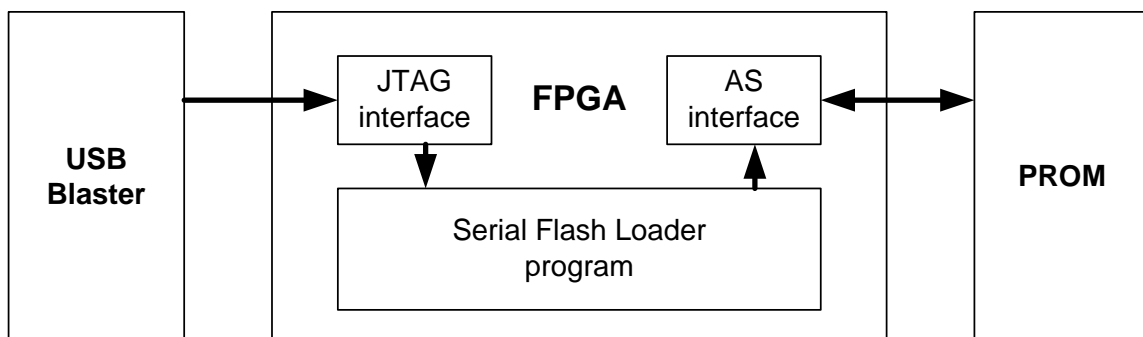 USB
Blaster
JTAG
interface
FPGA
AS
interface
Serial Flash Loader
program
PROM